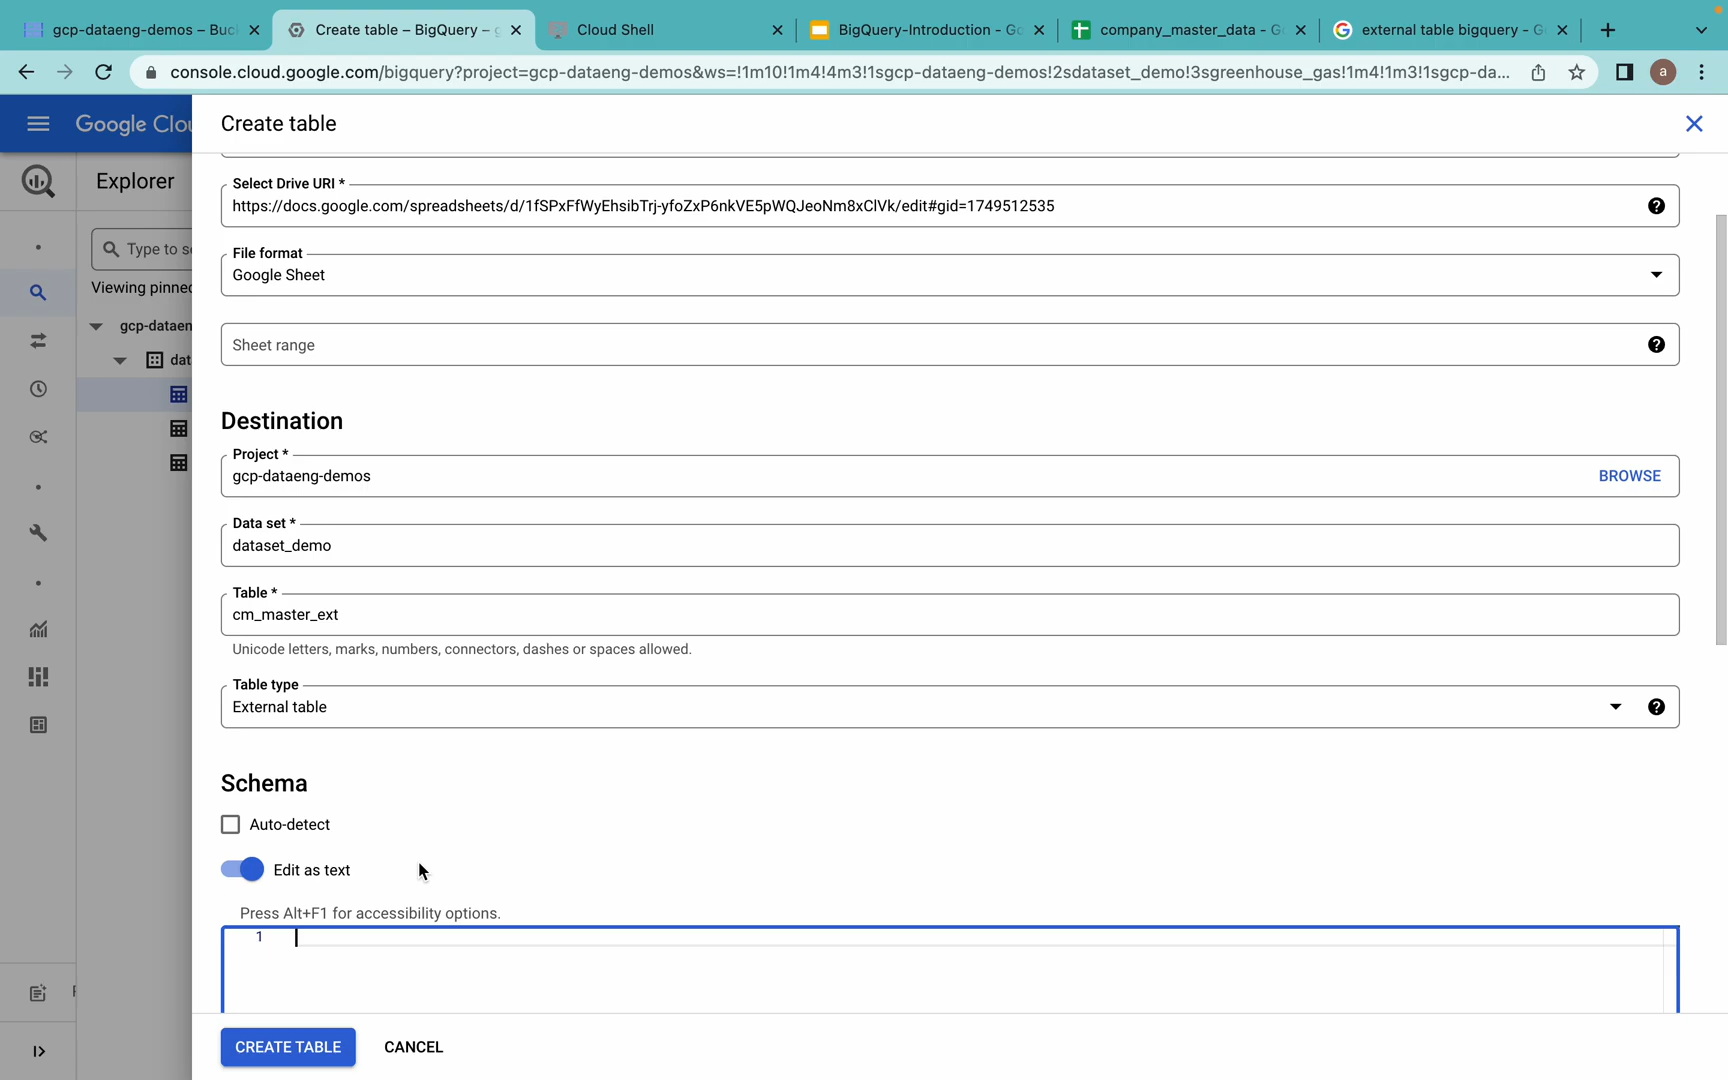 gcp-dataeng-demos – Buc
Create table – BigQuery – g
Cloud Shell
BigQuery-Introduction - Go
company_master_data - G
external table bigquery - G
console.cloud.google.com/bigquery?project=gcp-dataeng-demos&ws=!1m10!1m4!4m3!1sgcp-dataeng-demos!2sdataset_demo!3sgreenhouse_gas!1m4!1m3!1sgcp-da...
a
Google Clou
Create table
Explorer
Type to se
Viewing pinned
gcp-dataen
dat
Select Drive URI *
https://docs.google.com/spreadsheets/d/1fSPxFfWyEhsibTrj-yfoZxP6nkVE5pWQJeoNm8xClVk/edit#gid=1749512535
File format
Google Sheet
Sheet range
Destination
Project *
gcp-dataeng-demos
BROWSE
Data set *
dataset_demo
Table *
cm_master_ext
Unicode letters, marks, numbers, connectors, dashes or spaces allowed.
Table type
External table
Schema
Auto-detect
Edit as text
Press Alt+F1 for accessibility options.
1
CREATE TABLE
CANCEL